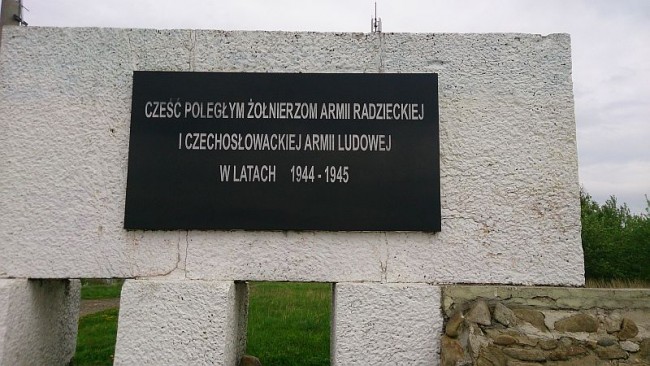 CZEŚĆ POLEGŁYM ŻOŁNIERZOM ARMII RADZIECKIEJ
I CZECHOSŁOWACKIEJ ARMII LUDOWEJ
W LATACH 1944 - 1945